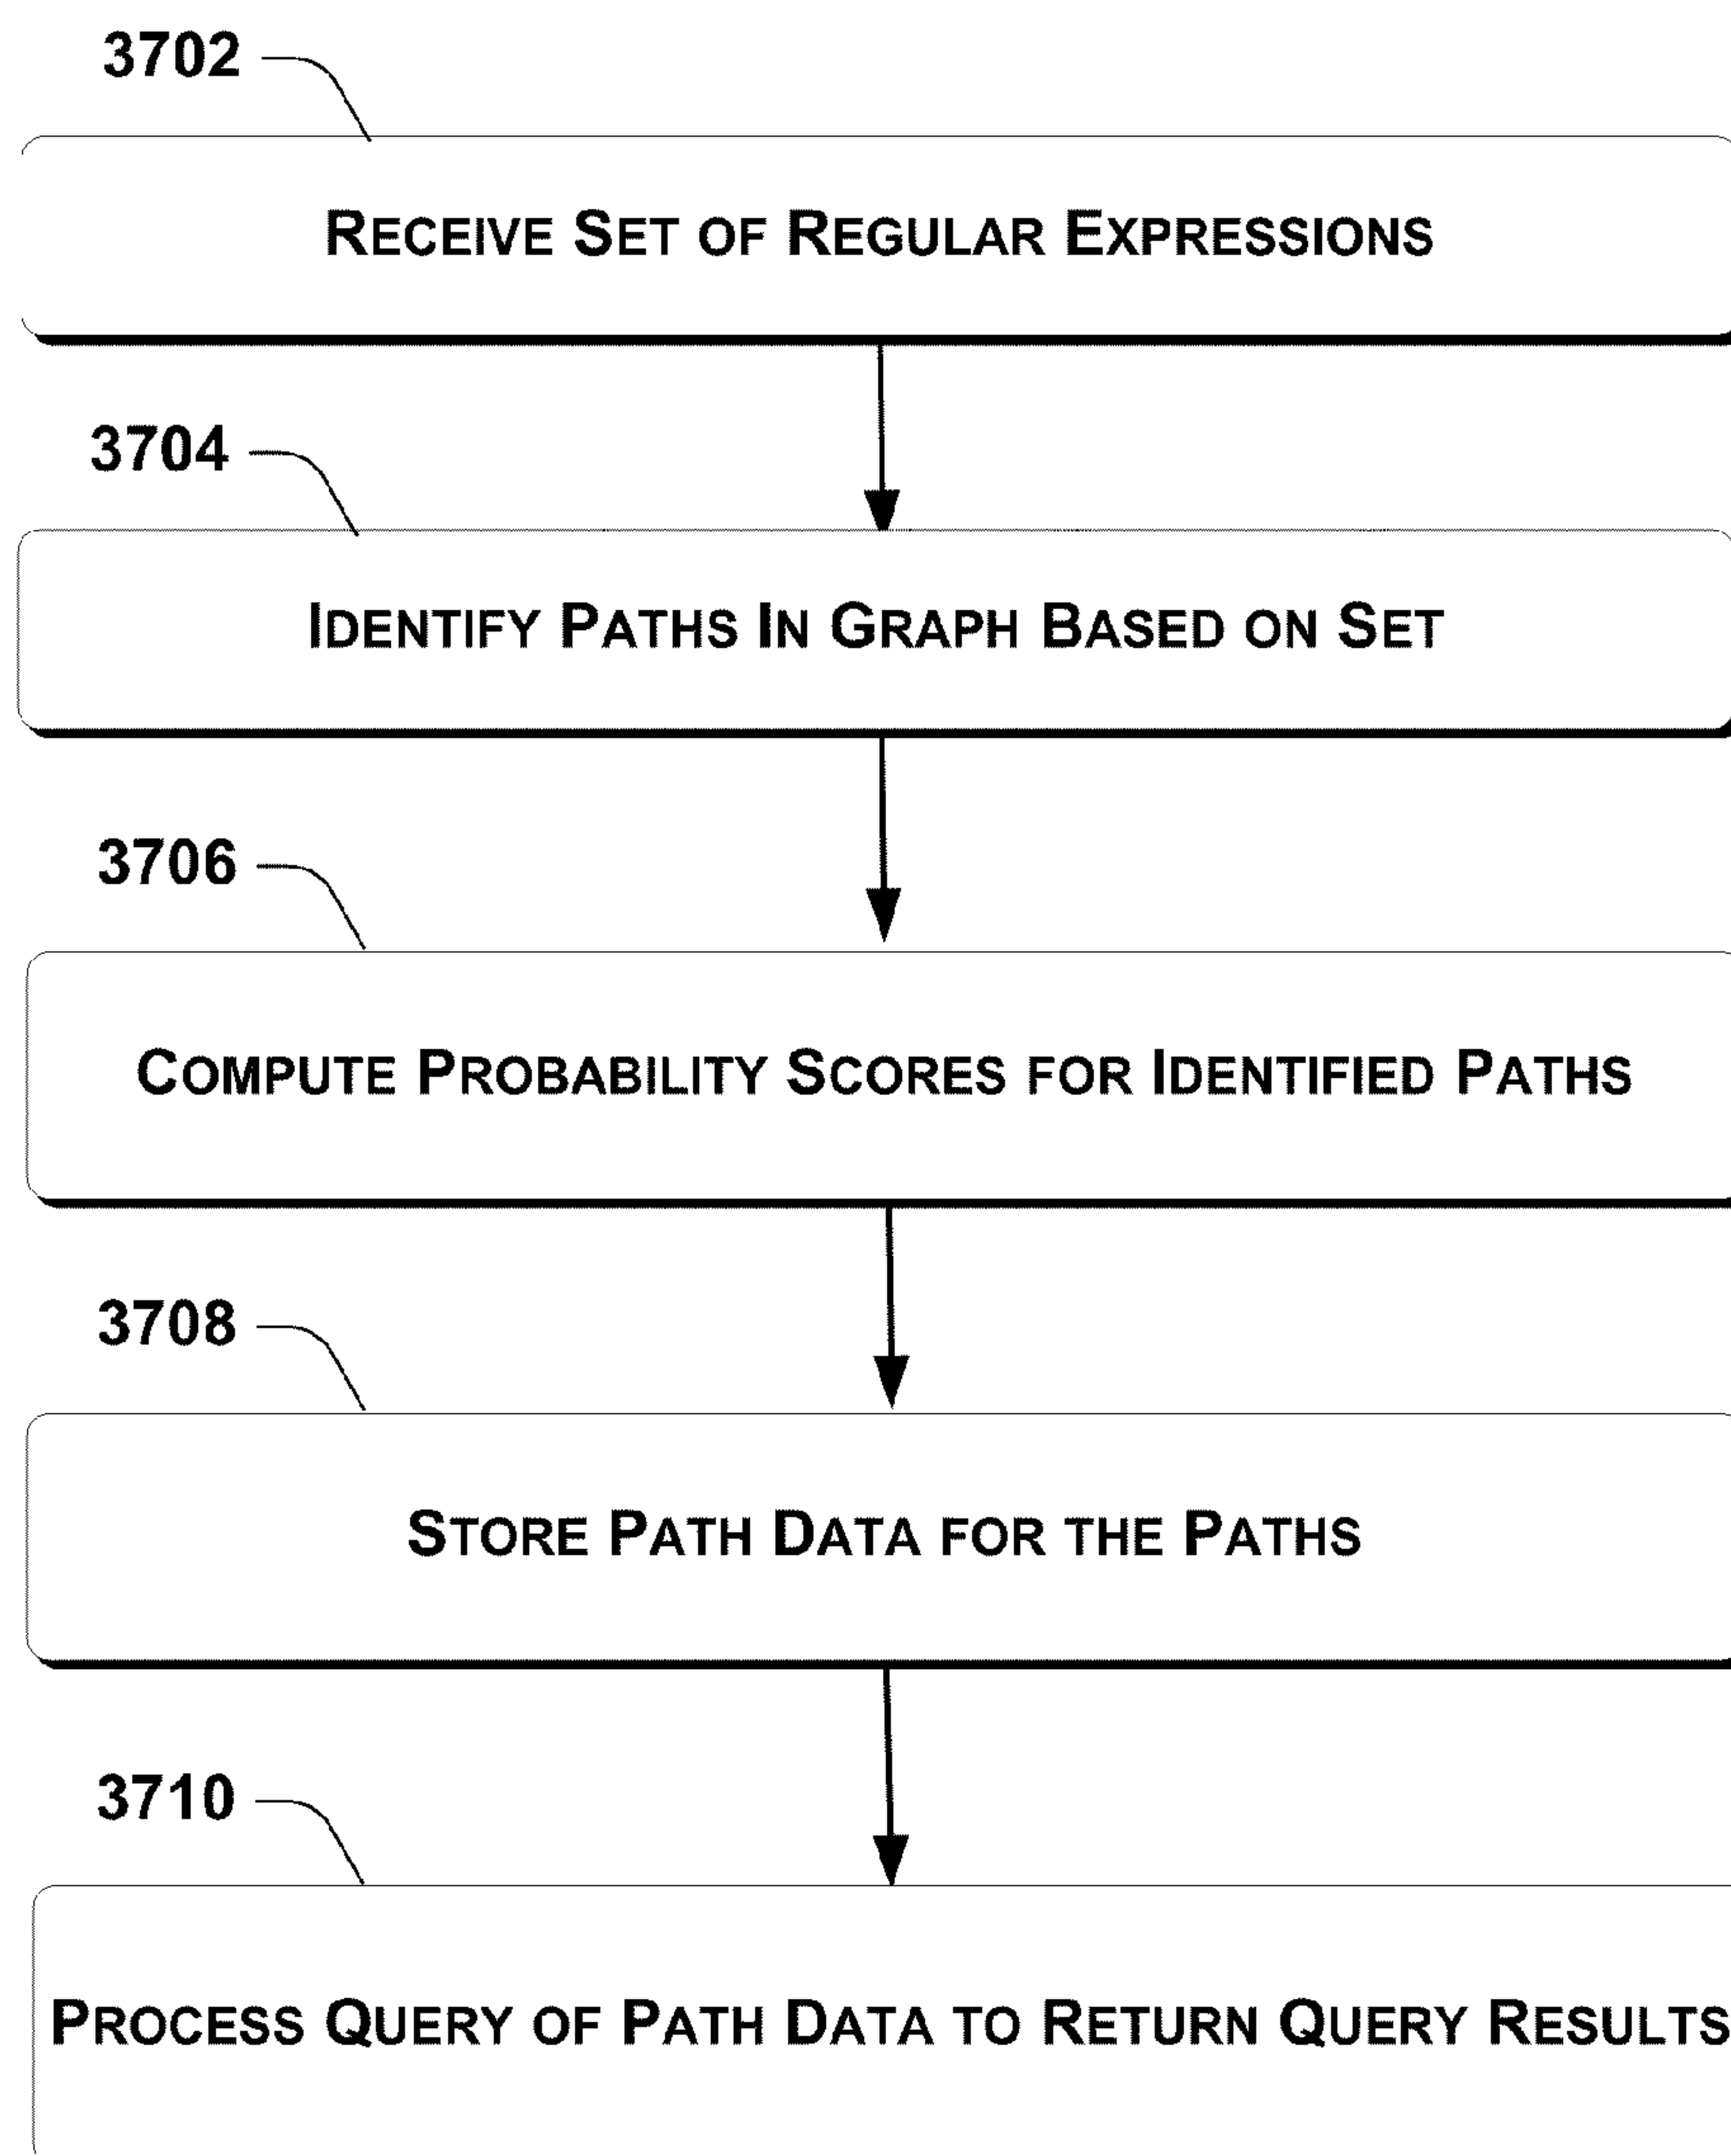 3702
RECEIVE SET OF REGULAR EXPRESSIONS
3704
IDENTIFY PATHS IN GRAPH BASED ON SET
3706
COMPUTE PROBABILITY SCORES FOR IDENTIFIED PATHS
3708
STORE PATH DATA FOR THE PATHS
3710
PROCESS QUERY OF PATH DATA TO RETURN QUERY RESULTS